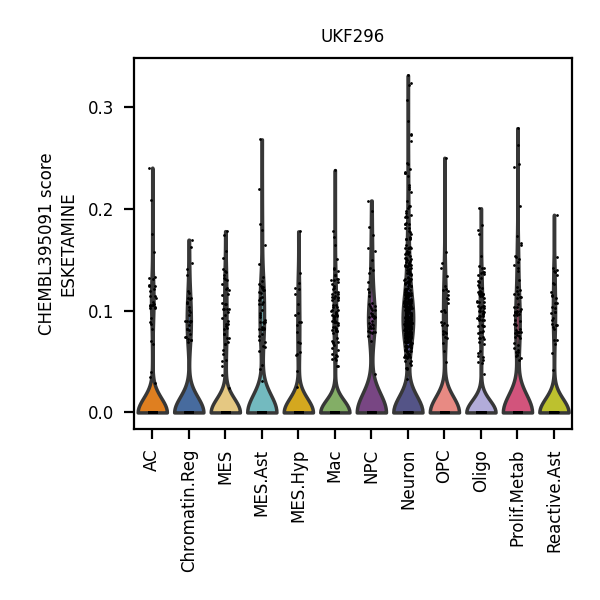 UKF296
CHEMBL395091 score
ESKETAMINE
0.3
0.2
0.1
0.0
AC
Chromatin.Reg
MES
MES.Ast
MES.Hyp
Mac
NPC
Neuron
OPC
Oligo
Prolif.Metab
Reactive.Ast